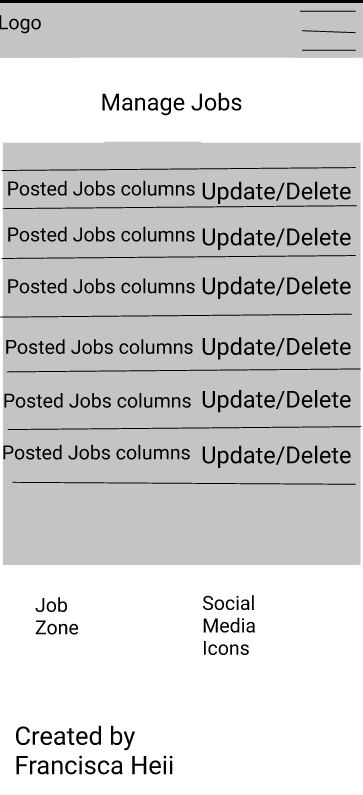 Logo
Manage Jobs
Posted Jobs columns Update/Delete
Posted Jobs columns Update/Delete
Posted Jobs columns Update/Delete
Posted Jobs columns Update/Delete
Posted Jobs columns Update/Delete
Posted Jobs columns Update/Delete
Job
Zone
Social
Media
Icons
Created by
Francisca Heii